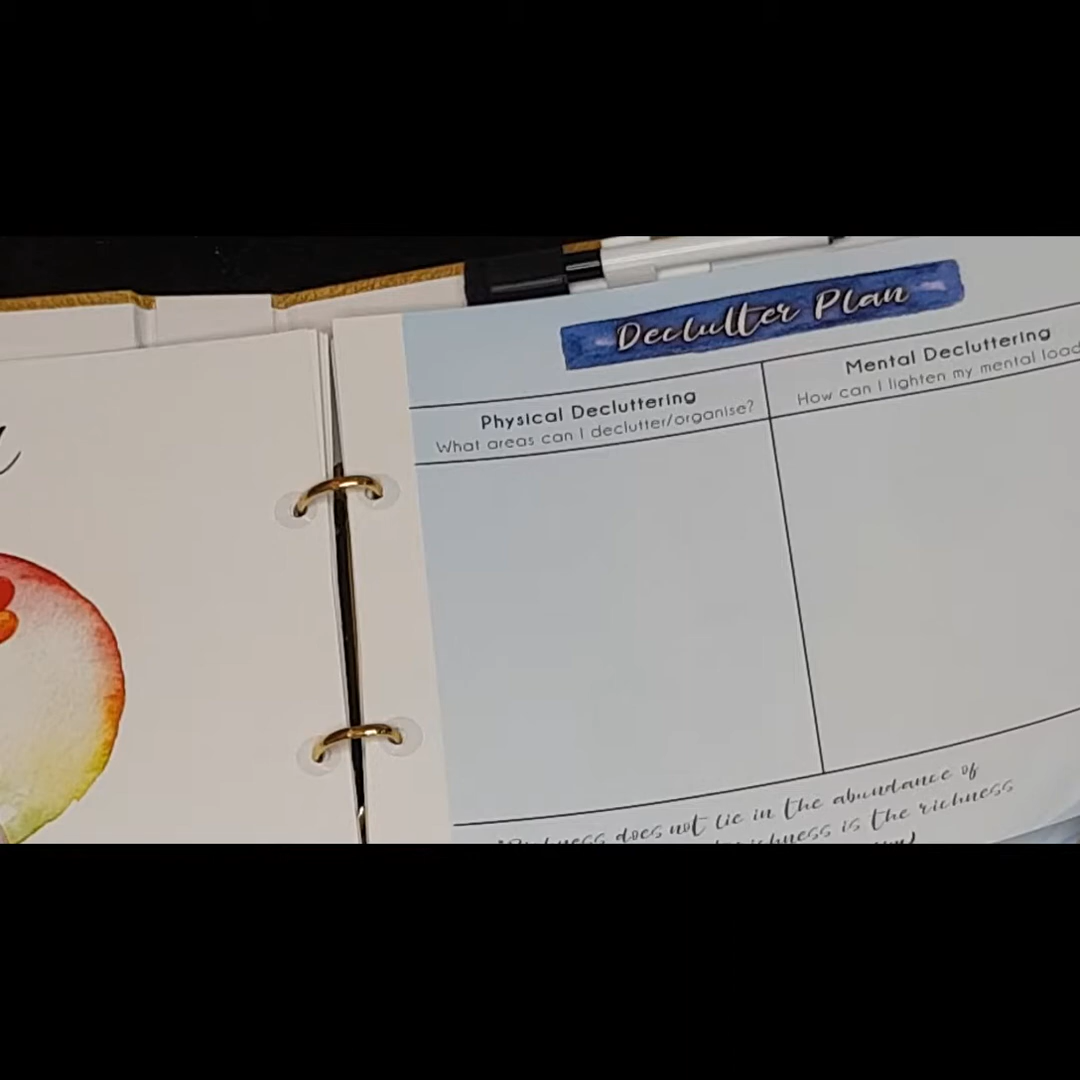 Declutter Plan
Physical Decluttering
What areas can I declutter/organise?
Mental Decluttering
How can I lighten my mental load
does not lie in the abundance of
richness is the richness